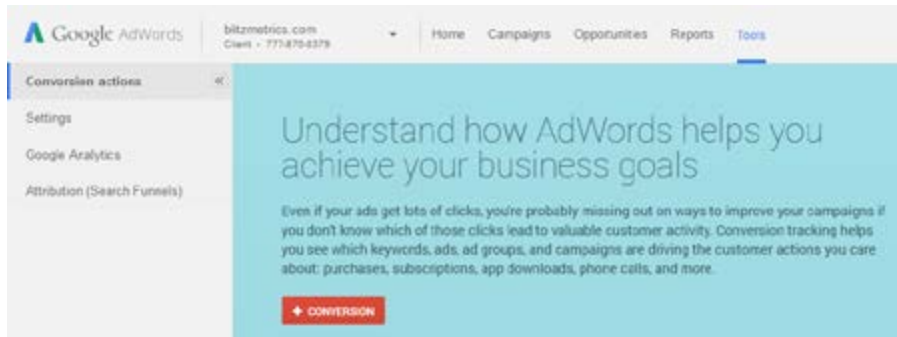 Google AdWords
blitzmetrics.com
Client - 777-870-8379
Home Campaigns Opportunities Reports Tools
Conversion actions «
Settings
Google Analytics
Attribution (Search Funnels)
Understand how AdWords helps you
achieve your business goals
Even if your ads get lots of clicks, you're probably missing out on ways to improve your campaigns if
you don't know which of those clicks lead to valuable customer activity. Conversion tracking helps
you see which keywords, ads, ad groups, and campaigns are driving the customer actions you care
about: purchases, subscriptions, app downloads, phone calls, and more.
+ CONVERSION